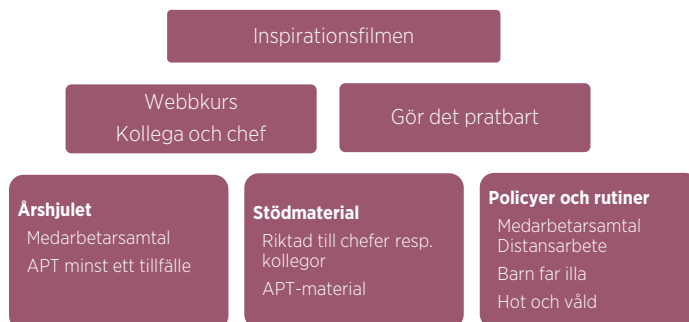 Inspirationsfilmen
Webbkurs
Kollega och chef
Gör det pratbart
Årshjulet
Medarbetarsamtal
APT minst ett tillfälle
Stödmaterial
Riktad till chefer resp.
kollegor
APT-material
Policyer och rutiner
Medarbetarsamtal
Distansarbete
Barn far illa
Hot och våld